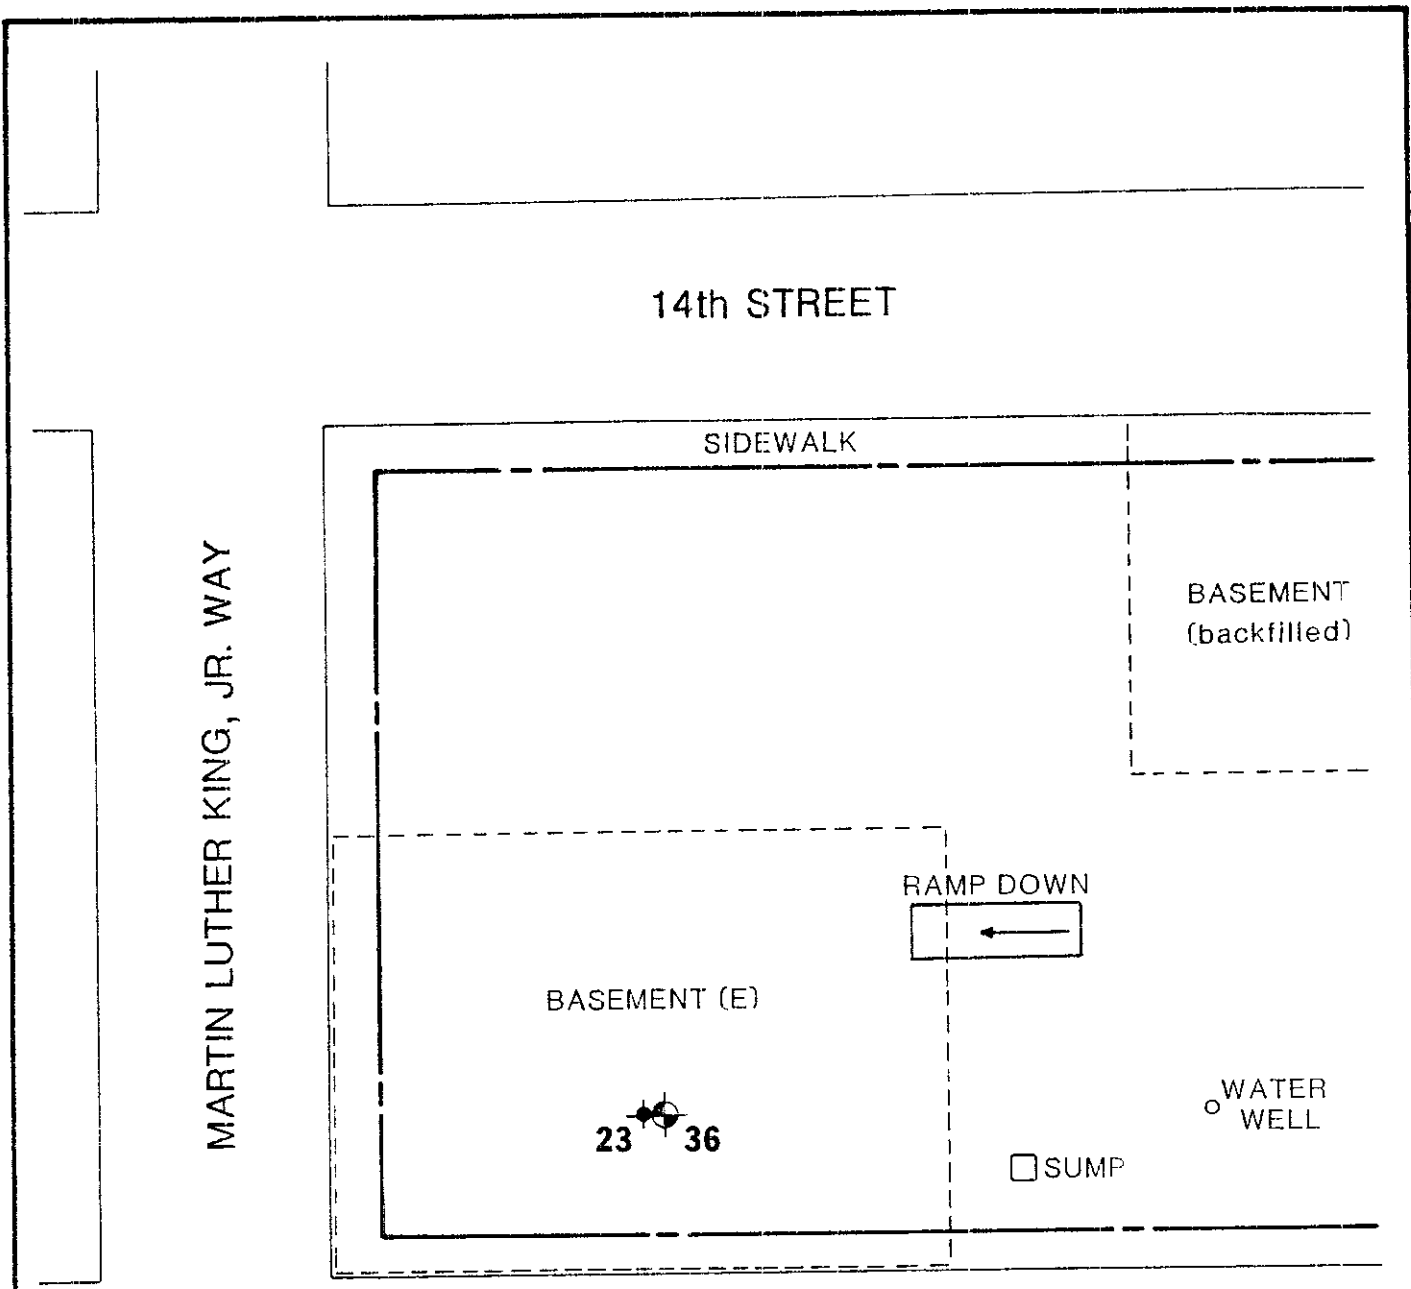 14th STREET
SIDEWALK
MARTIN LUTHER KING, JR. WAY
BASEMENT
(backfilled)
RAMP DOWN
BASEMENT (E)
23 36
WATER
WELL
SUMP